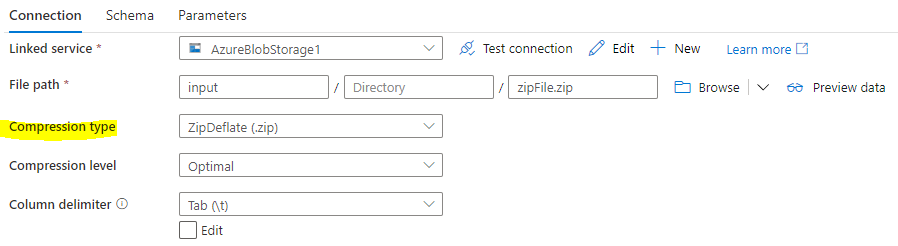 Connection Schema Parameters
Linked service * AzureBlobStorage1 Test connection Edit New Learn more
File path * input / Directory / zipFile.zip Browse Preview data
Compression type ZipDeflate (.zip)
Compression level Optimal
Column delimiter Tab (\t)
Edit